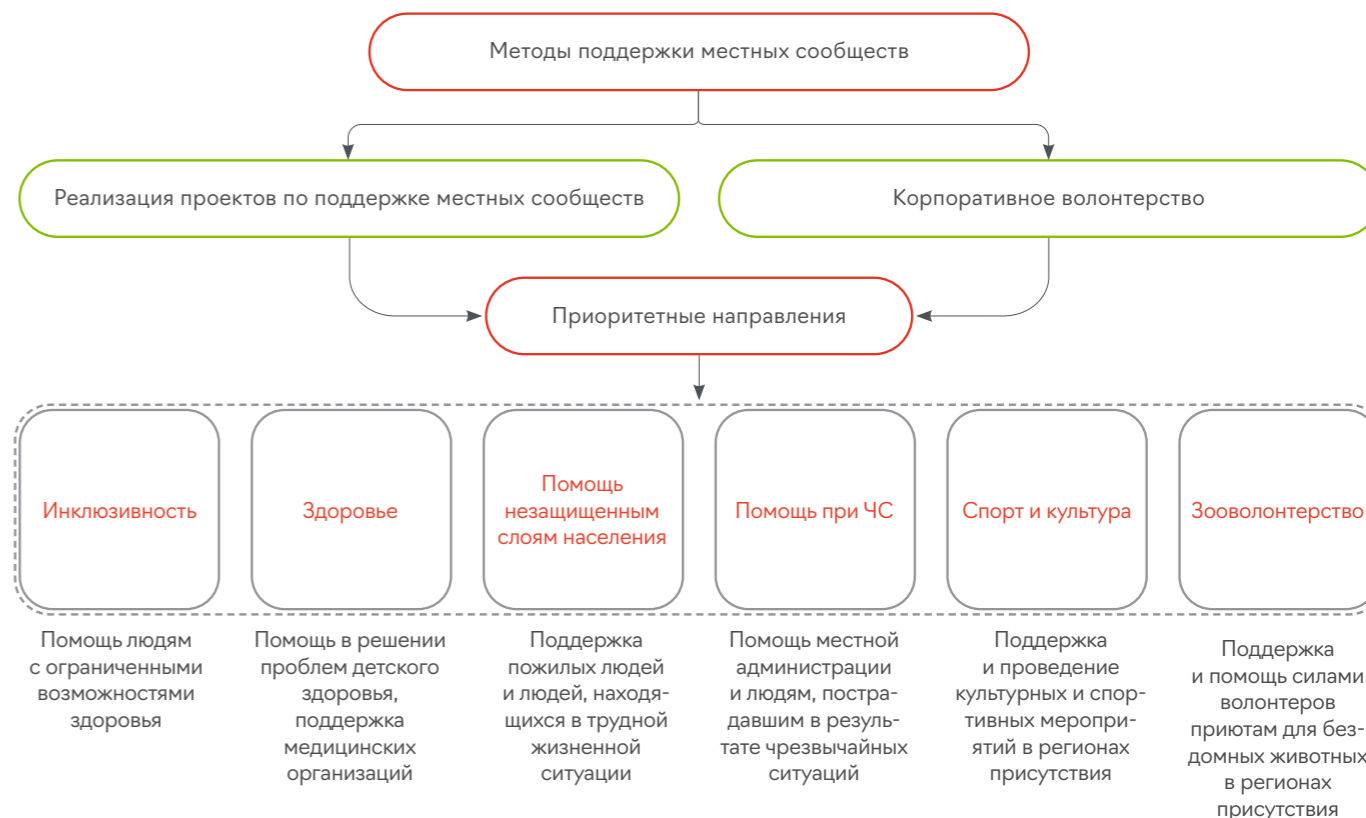 Методы поддержки местных сообществ
Реализация проектов по поддержке местных сообществ
Корпоративное волонтерство
Приоритетные направления
Инклюзивность
Здоровье
Помощь
незащищенным
слоям населения
Помощь при ЧС
Спорт и культура
Зооволонтерство
Помощь людям
с ограниченными
возможностями
здоровья
Помощь в решении
проблем детского
здоровья,
поддержка
медицинских
организаций
Поддержка
пожилых людей
и людей, находя-
щихся в трудной
жизненной
ситуации
Помощь местной
администрации
и людям, постра-
давшим в резуль-
тате чрезвычайных
ситуаций
Поддержка
и проведение
культурных и спор-
тивных меропри-
ятий в регионах
присутствия
Поддержка
и помощь силами
волонтеров
приютам для без-
домных животных
в регионах
присутствия